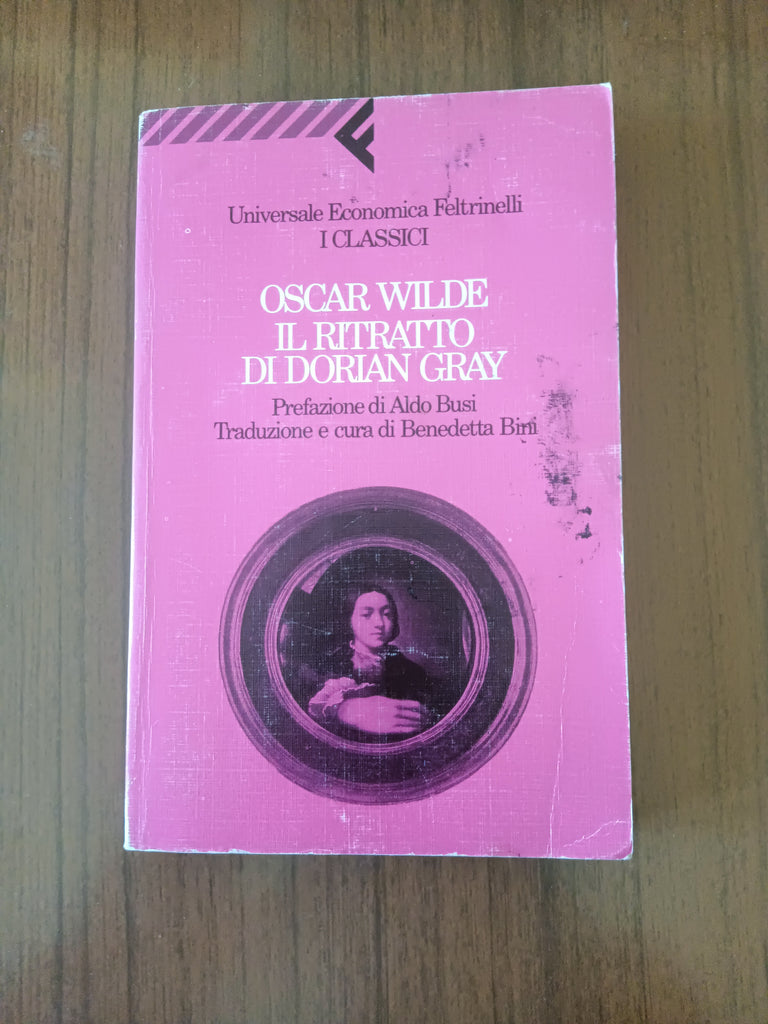 Universale Economica Feltrinelli
I CLASSICI
OSCAR WILDE
IL RITRATTO
DI DORIAN GRAY
Prefazione di Aldo Busi
Traduzione e cura di Benedetta Bini